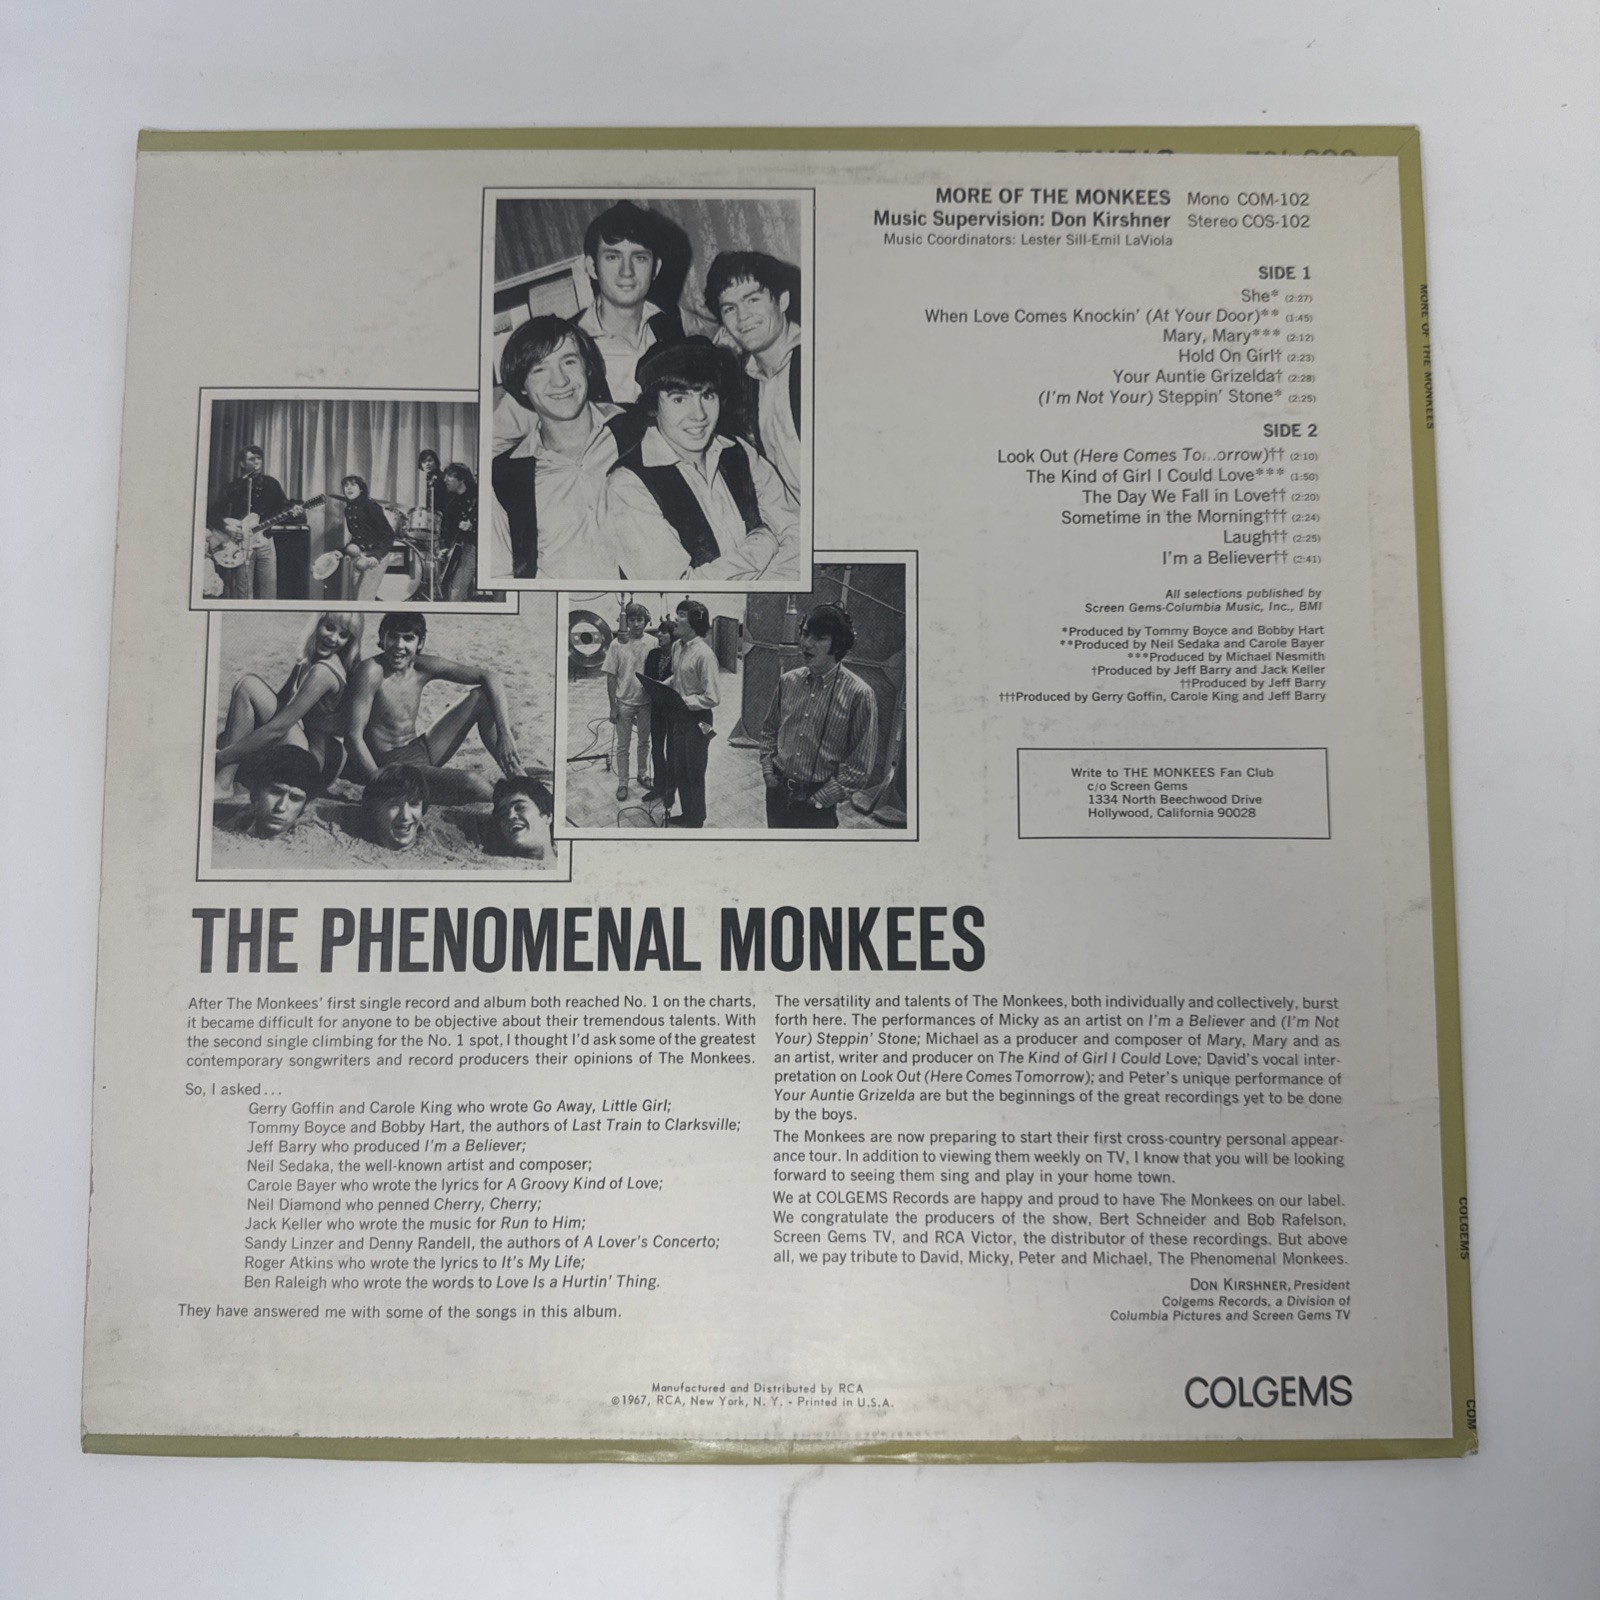 MORE OF THE MONKEES Mono COM-102
Music Supervision: Don Kirshner Stereo COS-102
Music Coordinators: Lester Sill-Emil LaViola
SIDE 1
She* (2:27)
When Love Comes Knockin' (At Your Door)** (1:45)
Mary, Mary*** (2:12)
Hold On Girl† (2:23)
Your Auntie Grizelda† (2:28)
(I'm Not Your) Steppin' Stone* (2:25)
SIDE 2
Look Out (Here Comes To...orrow)†† (2:10)
The Kind of Girl I Could Love*** (1:50)
The Day We Fall in Love†† (2:20)
Sometime in the Morning††† (2:24)
Laugh†† (2:25)
I'm a Believer†† (2:41)
All selections published by
Screen Gems-Columbia Music, Inc., BMI
*Produced by Tommy Boyce and Bobby Hart
**Produced by Neil Sedaka and Carole Bayer
***Produced by Michael Nesmith
†Produced by Jeff Barry and Jack Keller
††Produced by Jeff Barry
†††Produced by Gerry Goffin, Carole King and Jeff Barry
Write to THE MONKEES Fan Club
c/o Screen Gems
1334 North Beechwood Drive
Hollywood, California 90028
THE PHENOMENAL MONKEES
After The Monkees' first single record and album both reached No. 1 on the charts,
it became difficult for anyone to be objective about their tremendous talents. With
the second single climbing for the No. 1 spot, I thought I'd ask some of the greatest
contemporary songwriters and record producers their opinions of The Monkees.
So, I asked...
Gerry Goffin and Carole King who wrote Go Away, Little Girl;
Tommy Boyce and Bobby Hart, the authors of Last Train to Clarksville;
Jeff Barry who produced I'm a Believer;
Neil Sedaka, the well-known artist and composer;
Carole Bayer who wrote the lyrics for A Groovy Kind of Love;
Neil Diamond who penned Cherry, Cherry;
Jack Keller who wrote the music for Run to Him;
Sandy Linzer and Denny Randell, the authors of A Lover's Concerto;
Roger Atkins who wrote the lyrics to It's My Life;
Ben Raleigh who wrote the words to Love Is a Hurtin' Thing.
They have answered me with some of the songs in this album.
The versatility and talents of The Monkees, both individually and collectively, burst
forth here. The performances of Micky as an artist on I'm a Believer and (I'm Not
Your) Steppin' Stone; Michael as a producer and composer of Mary, Mary and as
an artist, writer and producer on The Kind of Girl I Could Love; David's vocal inter-
pretation on Look Out (Here Comes Tomorrow); and Peter's unique performance of
Your Auntie Grizelda are but the beginnings of the great recordings yet to be done
by the boys.
The Monkees are now preparing to start their first cross-country personal appear-
ance tour. In addition to viewing them weekly on TV, I know that you will be looking
forward to seeing them sing and play in your home town.
We at COLGEMS Records are happy and proud to have The Monkees on our label.
We congratulate the producers of the show, Bert Schneider and Bob Rafelson,
Screen Gems TV, and RCA Victor, the distributor of these recordings. But above
all, we pay tribute to David, Micky, Peter and Michael, The Phenomenal Monkees.
DON KIRSHNER, President
Colgems Records, a Division of
Columbia Pictures and Screen Gems TV
Manufactured and Distributed by RCA
©1967, RCA, New York, N. Y. - Printed in U.S.A.
COLGEMS
MORE OF THE MONKEES
COLGEMS
COM